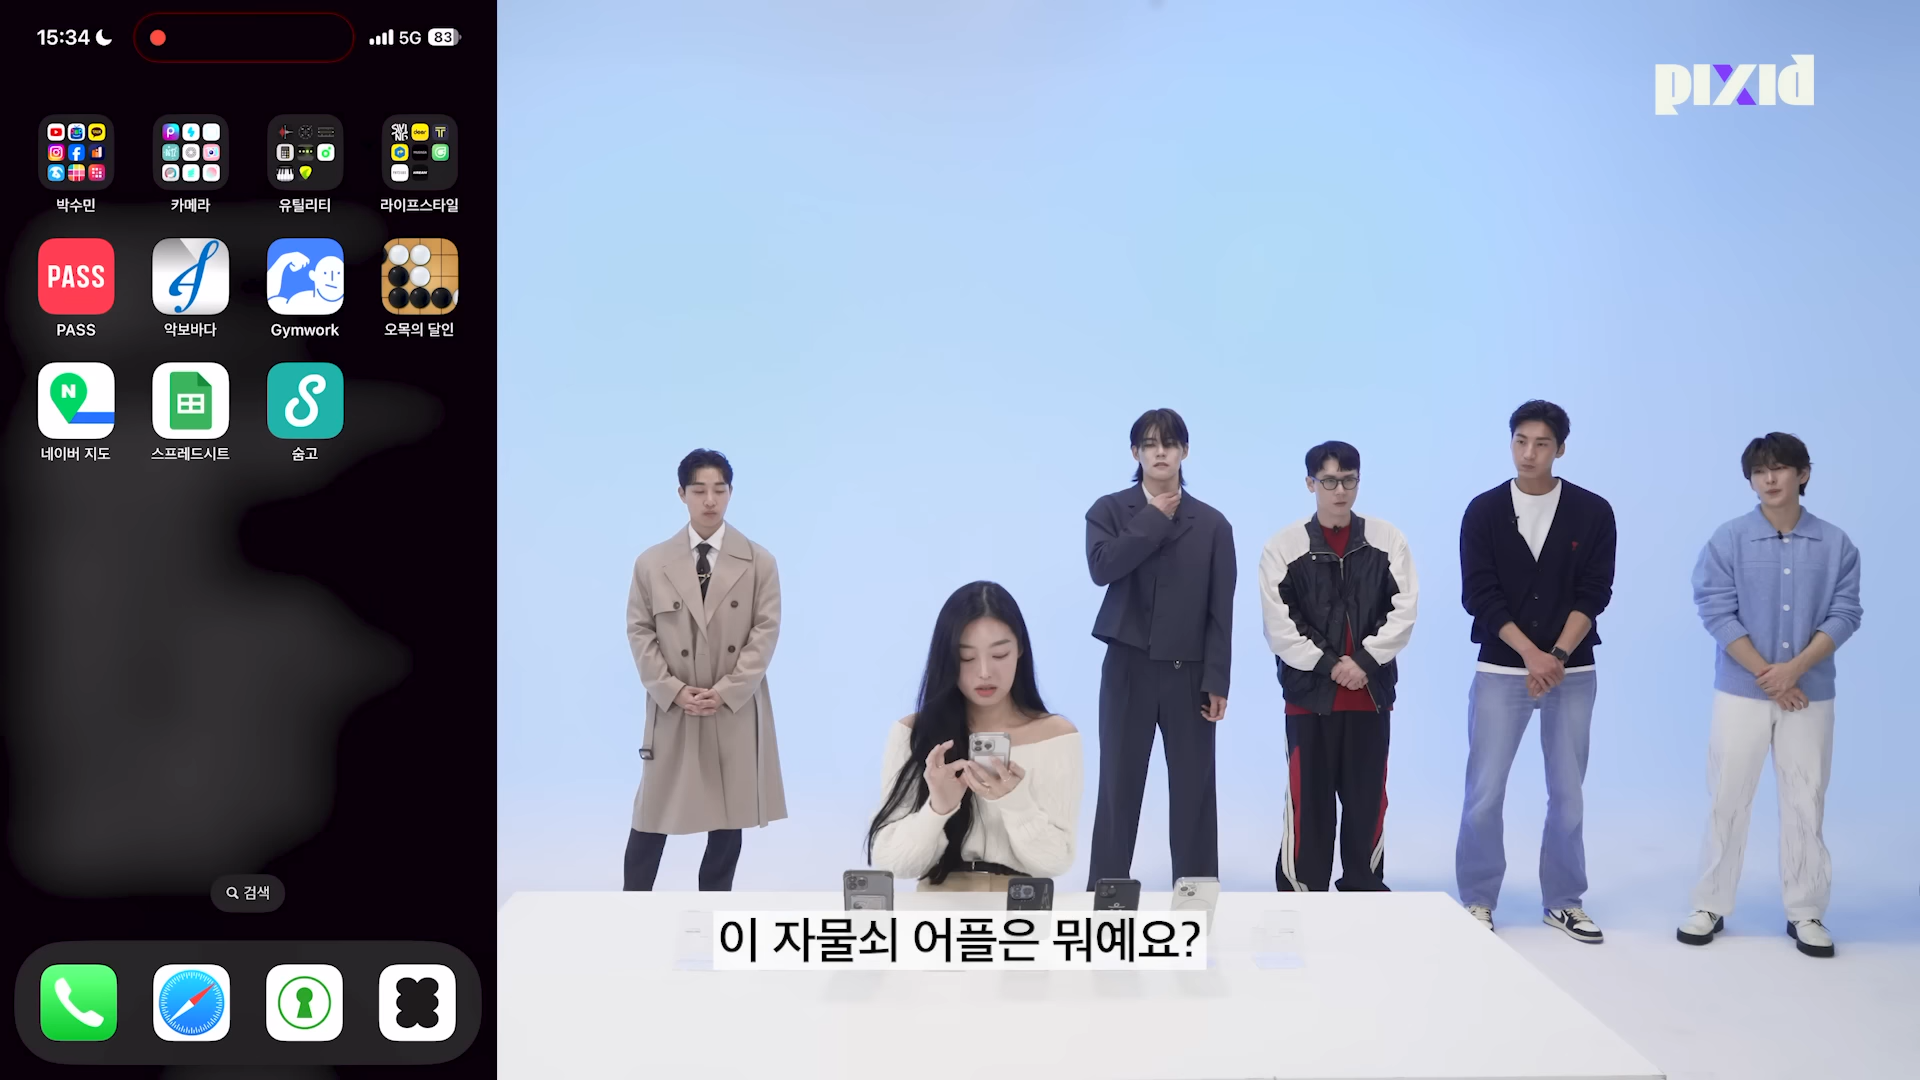 15:34
5G
83
박수민
카메라
유틸리티
라이프스타일
PASS
PASS
악보바다
Gymwork
오목의 달인
N
네이버 지도
스프레드시트
숨고
검색
pixid
이 자물쇠 어플은 뭐예요?